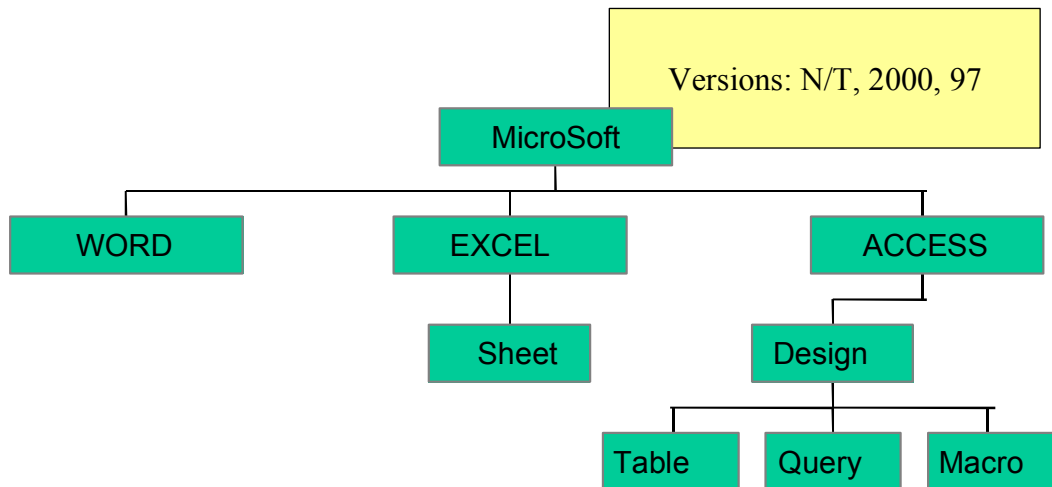 Versions: N/T, 2000, 97
MicroSoft
WORD
EXCEL
ACCESS
Sheet
Design
Table
Query
Macro